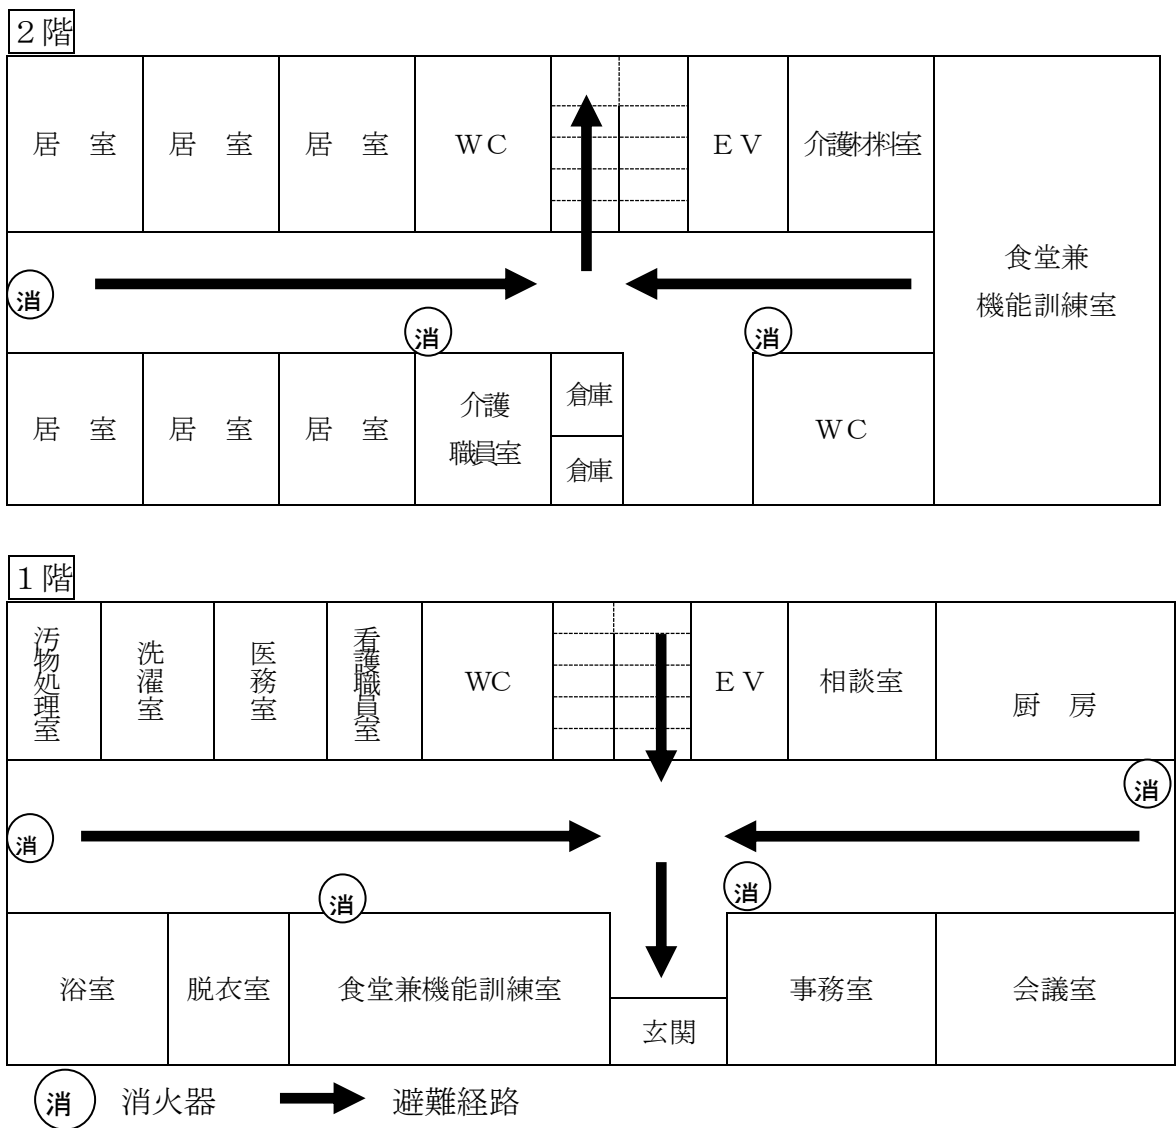 ２階
居　室
居　室
居　室
ＷＣ
ＥＶ
介護材料室
食堂兼
機能訓練室
消
消
消
居　室
居　室
居　室
介護
職員室
倉庫
倉庫
ＷＣ
１階
汚物処理室
洗濯室
医務室
看護職員室
WC
ＥＶ
相談室
厨　房
消
消
消
消
浴室
脱衣室
食堂兼機能訓練室
玄関
事務室
会議室
消　消火器　避難経路